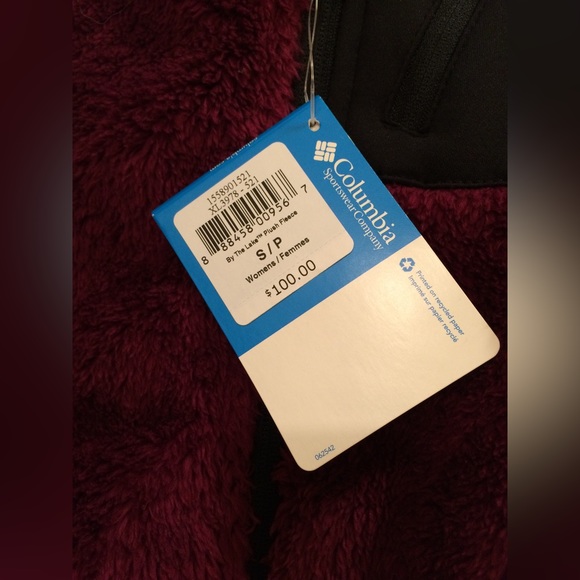 1558901521
XL3978 - 521
8 88458 00956 7
By The Lake™ Plush Fleece
S / P
Womens / Femmes
$100.00
Columbia
Sportswear Company
Printed on recycled paper
Imprimé sur papier recyclé
062542